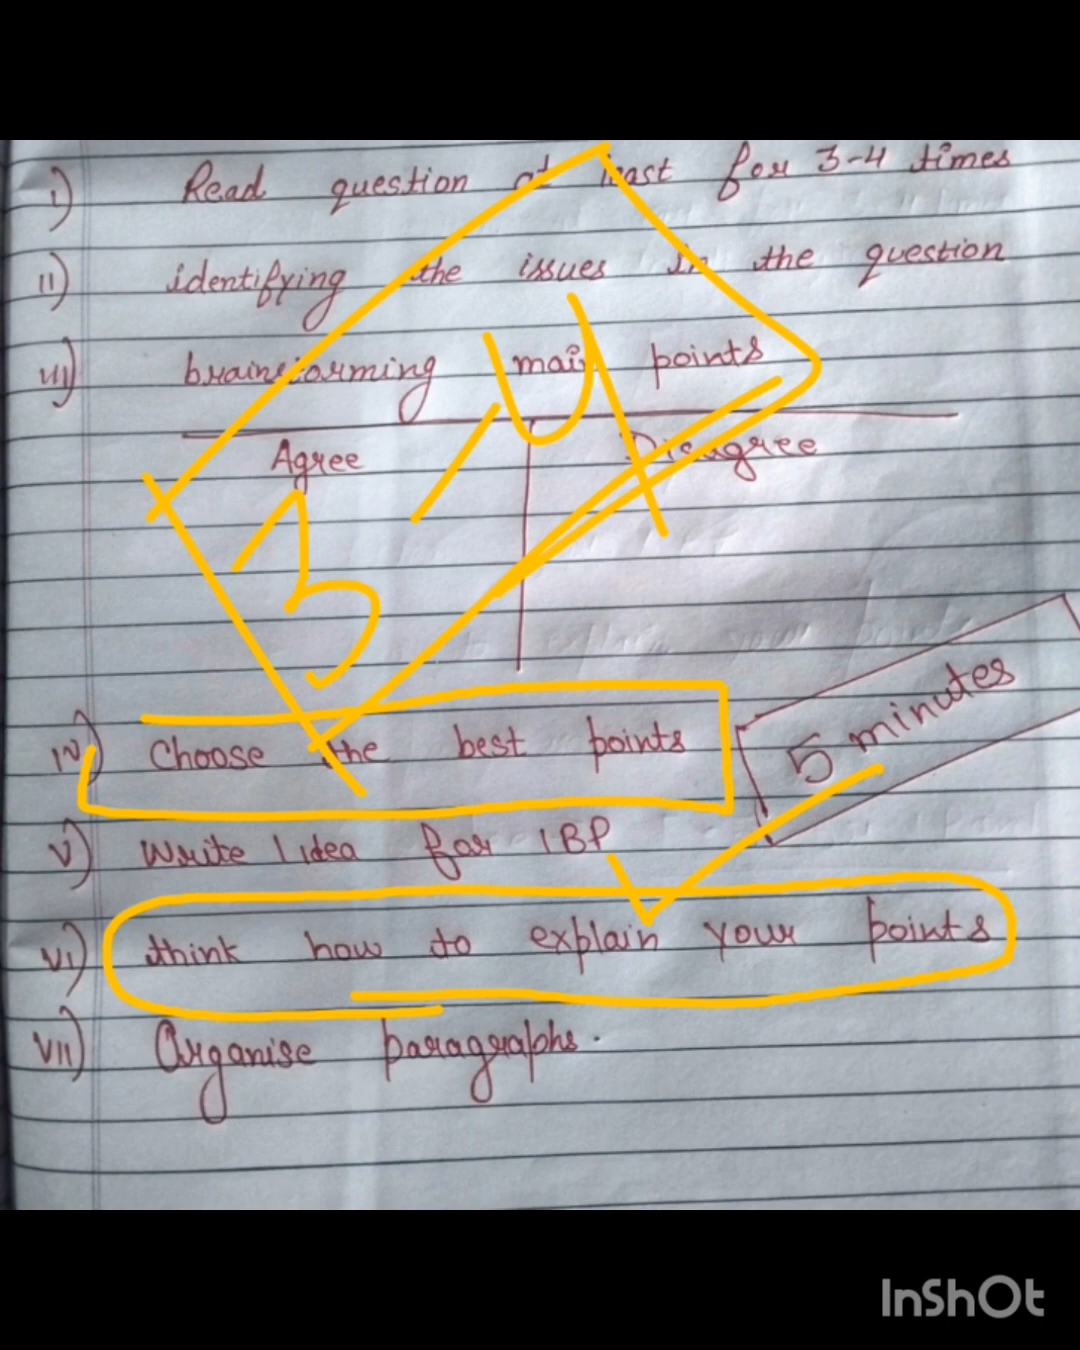 i) Read question at least for 3-4 times
ii) identifying the issues in the question
iii) brainstorming main points
Agree Disagree
3-4
iv) Choose the best points
5 minutes
v) Write 1 idea for 1BP
vi) think how to explain your points
vii) Organise paragraphs.
InShOt